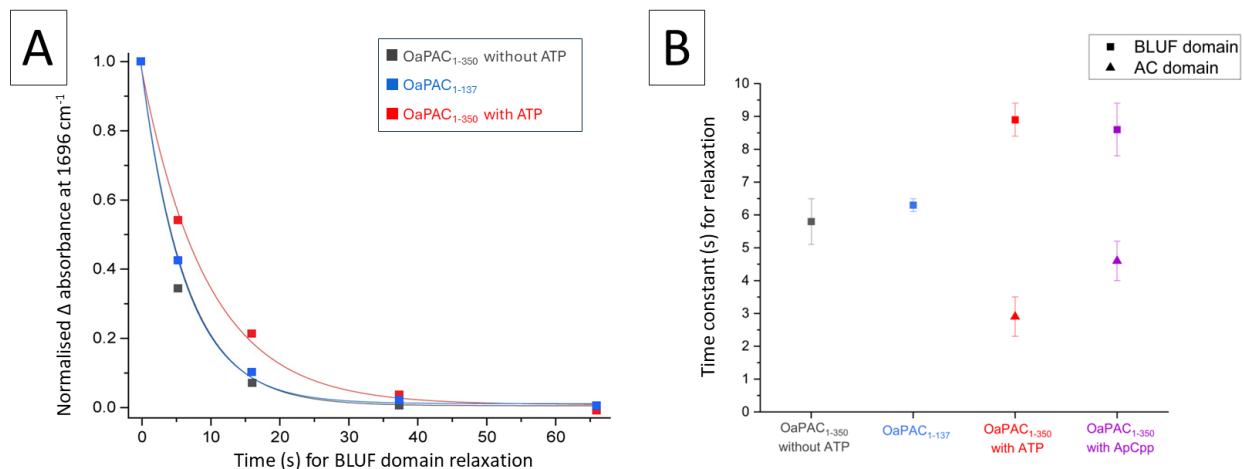 A
OaPAC1-350 without ATP
OaPAC1-137
OaPAC1-350 with ATP
Normalised Δ absorbance at 1696 cm-1
1.0
0.8
0.6
0.4
0.2
0.0
0 10 20 30 40 50 60
Time (s) for BLUF domain relaxation
B
BLUF domain
AC domain
Time constant (s) for relaxation
10
9
8
7
6
5
4
3
2
1
0
OaPAC1-350
without ATP
OaPAC1-137
OaPAC1-350
with ATP
OaPAC1-350
with ApCpp